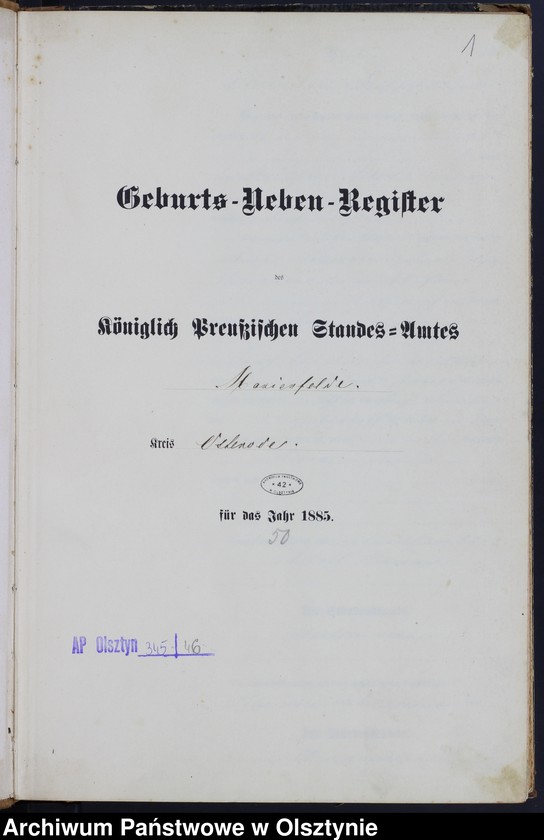 1
Geburts-Neben-Register
des
Königlich Preußischen Standes-Amtes
Marienfelde.
Kreis Osterode.
42
für das Jahr 1885.
50
AP Olsztyn 345/46
Archiwum Państwowe w Olsztynie